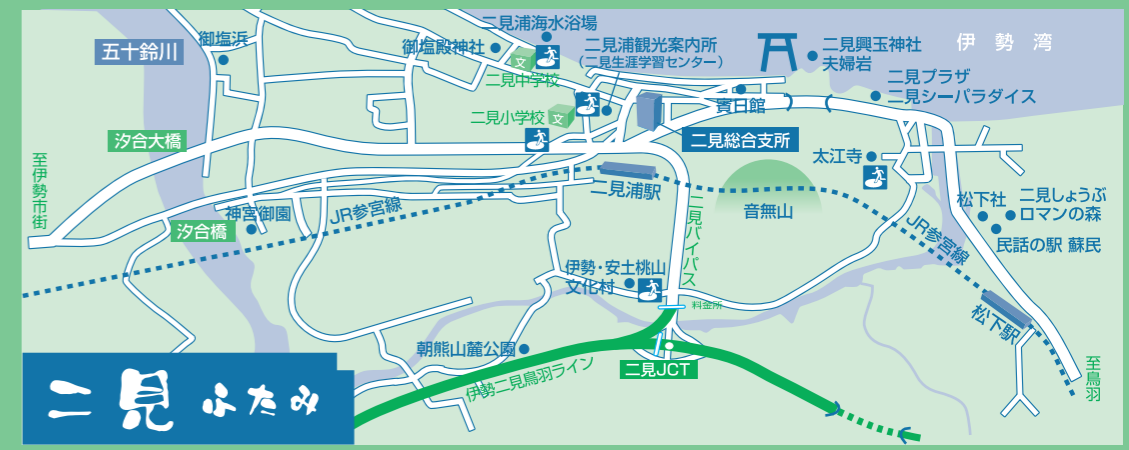 二見浦海水浴場
御塩浜
五十鈴川
御塩殿神社
二見浦観光案内所
(二見生涯学習センター)
伊勢湾
二見興玉神社
夫婦岩
文
二見中学校
二見プラザ
二見シーパラダイス
賓日館
二見小学校
文
汐合大橋
二見総合支所
太江寺
至伊勢市街
二見浦駅
音無山
松下社
二見しょうぶ
ロマンの森
神宮御園
JR参宮線
汐合橋
二見バイパス
JR参宮線
民話の駅 蘇民
伊勢・安土桃山
文化村
料金所
松下駅
朝熊山麓公園
伊勢二見鳥羽ライン
二見JCT
至鳥羽
二見 ふたみ